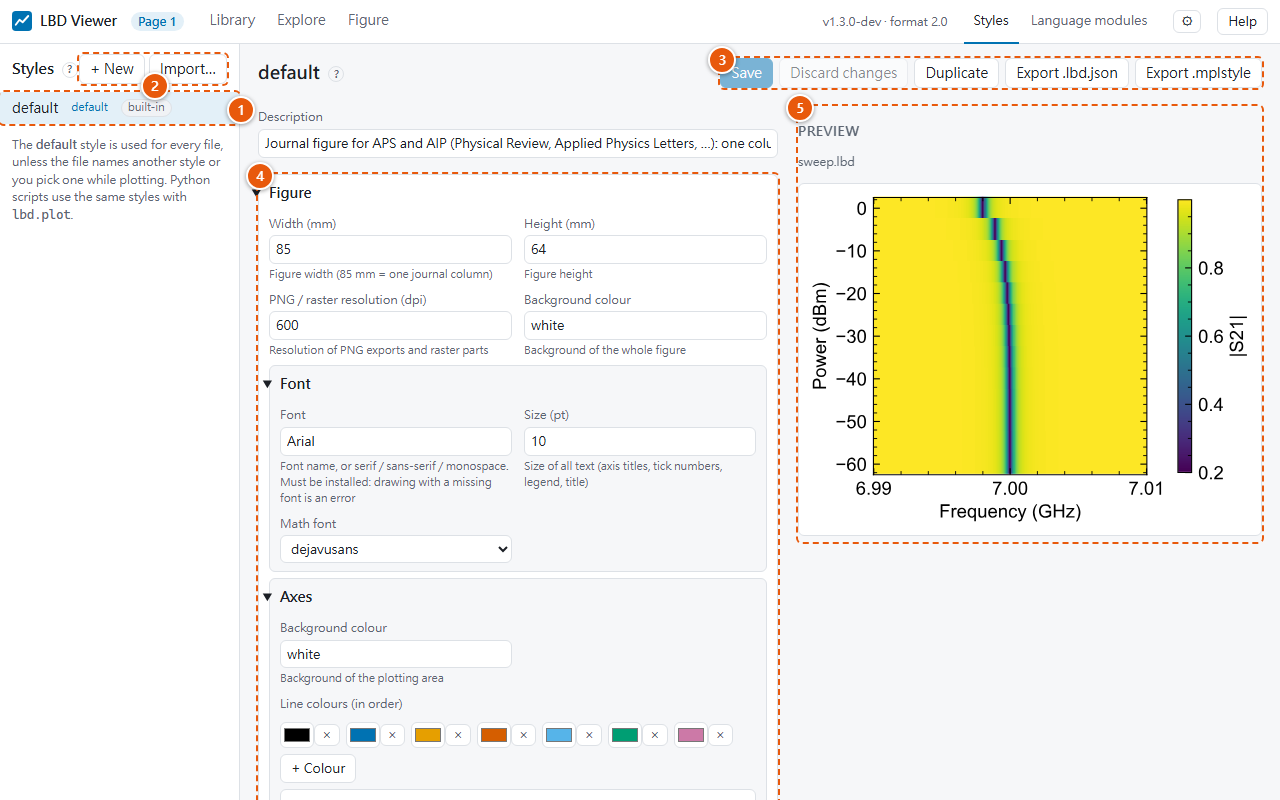 LBD Viewer Page 1 Library Explore Figure v1.3.0-dev · format 2.0 Styles Language modules Help
Styles ? + New Import...
2
default default built-in
1
The default style is used for every file,
unless the file names another style or
you pick one while plotting. Python
scripts use the same styles with
lbd.plot.
default ?
3
Save Discard changes Duplicate Export .lbd.json Export .mplstyle
Description
Journal figure for APS and AIP (Physical Review, Applied Physics Letters, ...): one colu
4
Figure
Width (mm) Height (mm)
85 64
Figure width (85 mm = one journal column) Figure height
PNG / raster resolution (dpi) Background colour
600 white
Resolution of PNG exports and raster parts Background of the whole figure
Font
Font Size (pt)
Arial 10
Font name, or serif / sans-serif / monospace. Size of all text (axis titles, tick numbers,
Must be installed: drawing with a missing legend, title)
font is an error
Math font
dejavusans
Axes
Background colour
white
Background of the plotting area
Line colours (in order)
× × × × × × ×
+ Colour
5
PREVIEW
sweep.lbd
0
−10
−20
−30
−40
−50
−60
Power (dBm)
6.99 7.00 7.01
Frequency (GHz)
0.8
0.6
0.4
0.2
|S21|